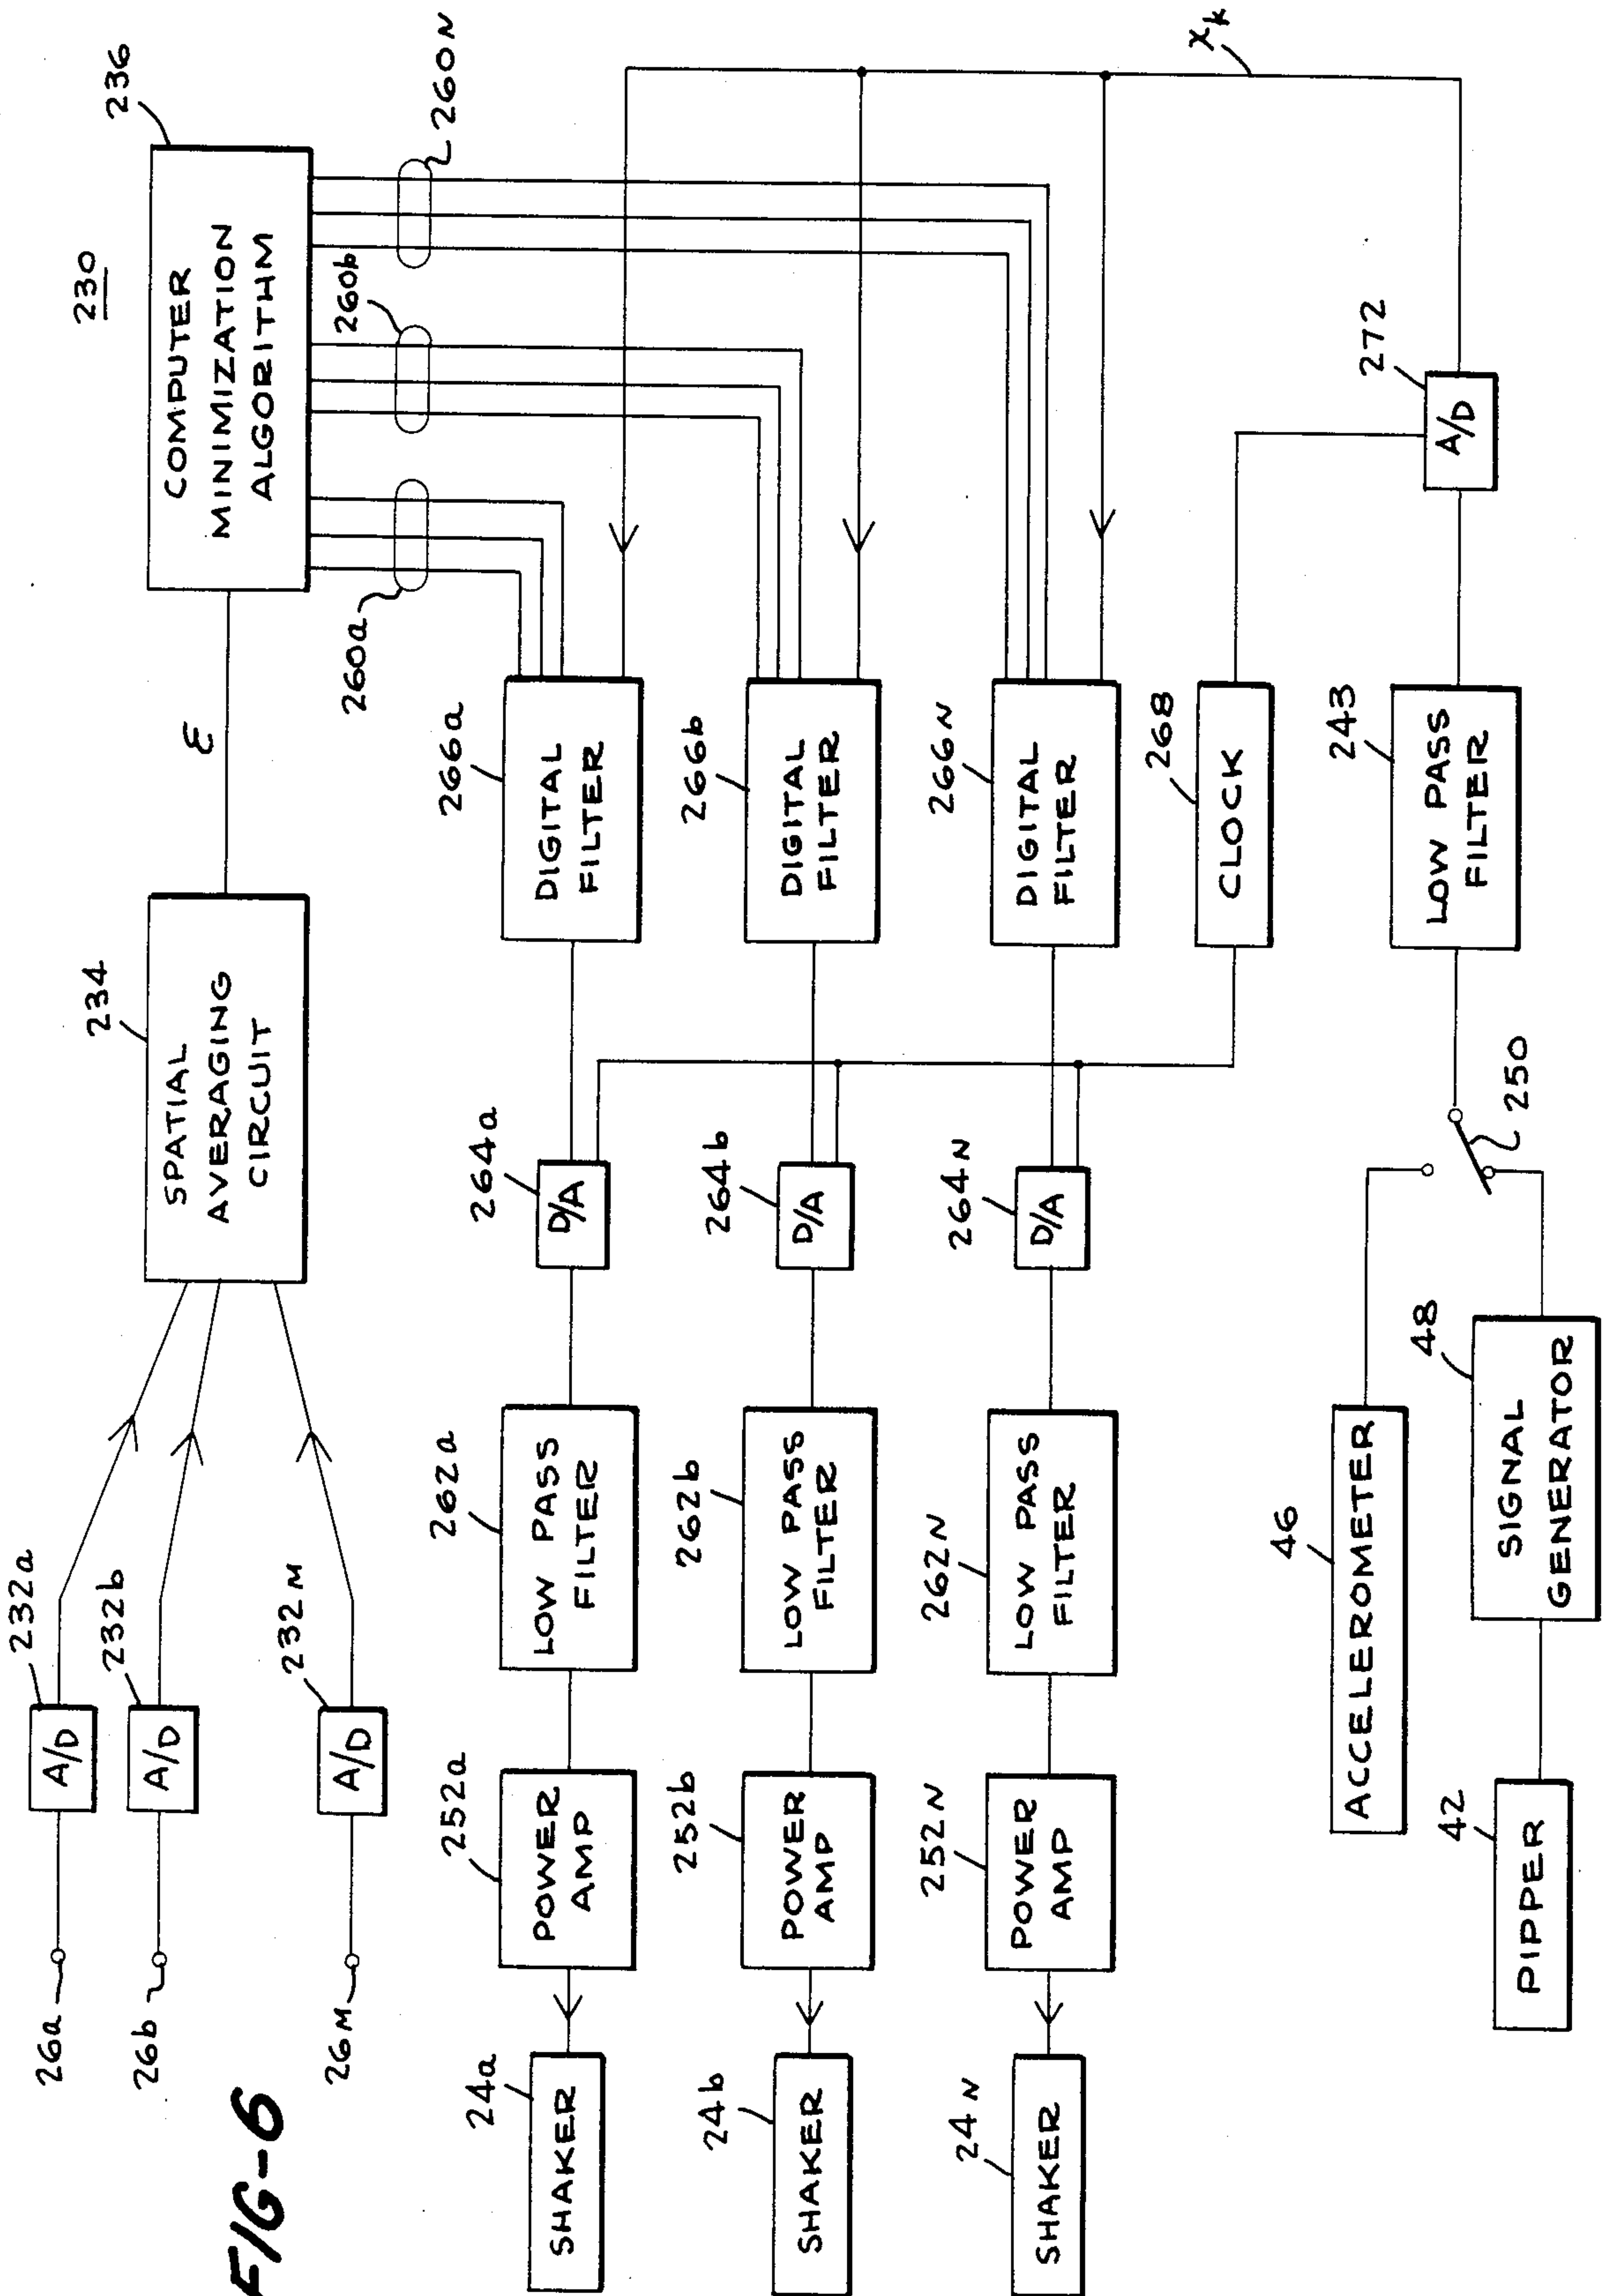 FIG-6
230
26a
232a
A/D
26b
232b
A/D
26M
232M
A/D
234
SPATIAL
AVERAGING
CIRCUIT
ε
236
COMPUTER
MINIMIZATION
ALGORITHM
260a
260b
260N
24a
SHAKER
252a
POWER
AMP
262a
LOW PASS
FILTER
264a
D/A
266a
DIGITAL
FILTER
24b
SHAKER
252b
POWER
AMP
262b
LOW PASS
FILTER
264b
D/A
266b
DIGITAL
FILTER
24N
SHAKER
252N
POWER
AMP
262N
LOW PASS
FILTER
264N
D/A
266N
DIGITAL
FILTER
268
CLOCK
xk
46
ACCELEROMETER
42
PIPPER
48
SIGNAL
GENERATOR
250
243
LOW PASS
FILTER
272
A/D